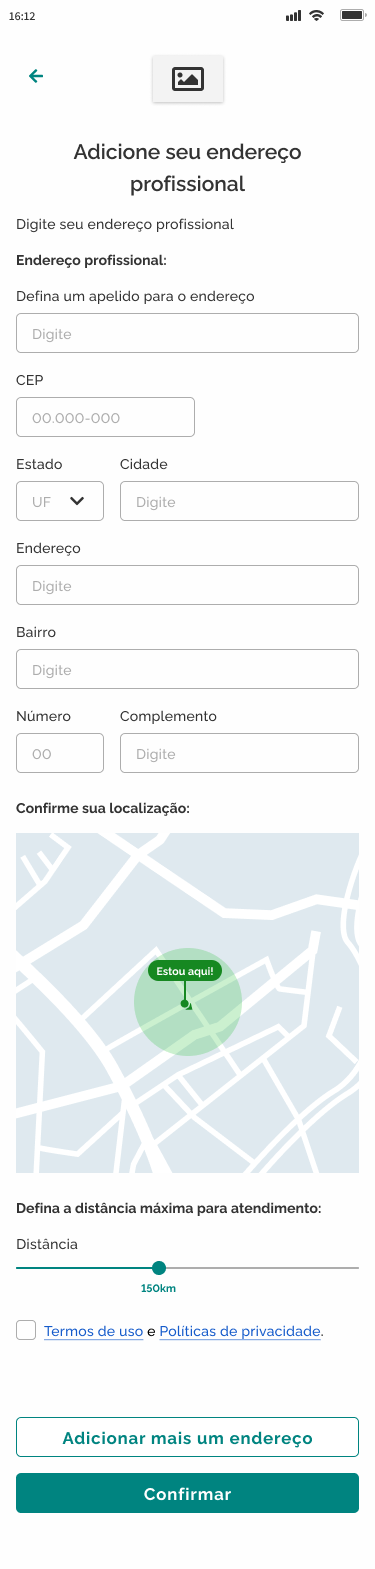 16:12
Adicione seu endereço
profissional
Digite seu endereço profissional
Endereço profissional:
Defina um apelido para o endereço
Digite
CEP
00.000-000
Estado Cidade
UF Digite
Endereço
Digite
Bairro
Digite
Número Complemento
00 Digite
Confirme sua localização:
Estou aqui!
Defina a distância máxima para atendimento:
Distância
150km
Termos de uso e Políticas de privacidade.
Adicionar mais um endereço
Confirmar